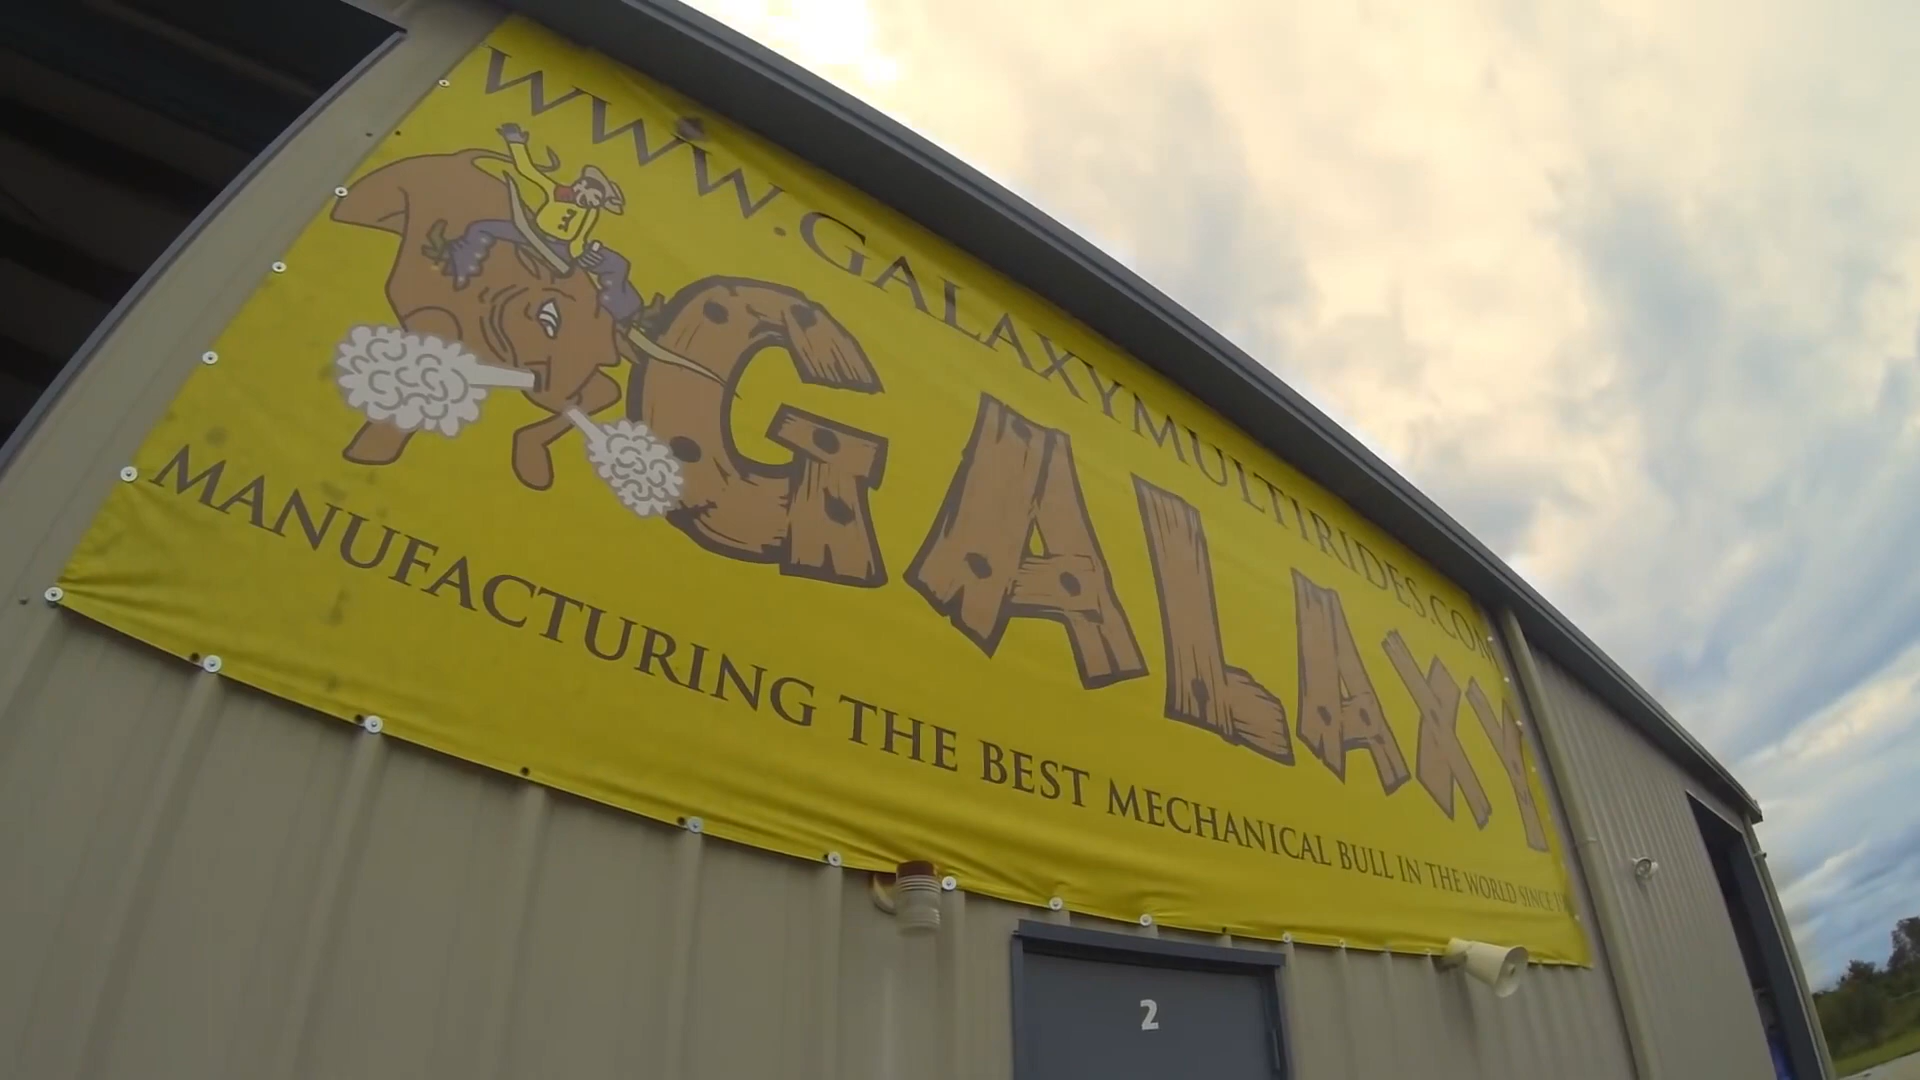 WWW.GALAXYMULTIRIDES.COM
GALAXY
MANUFACTURING THE BEST MECHANICAL BULL IN THE WORLD SINCE
2